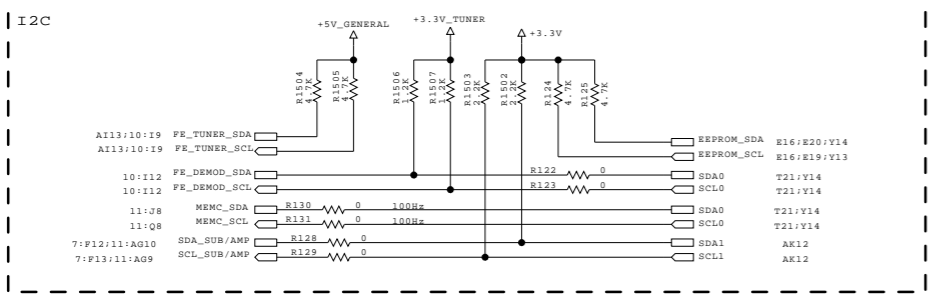 I2C
+5V_GENERAL
+3.3V_TUNER
+3.3V
R1504 4.7K
R1505 4.7K
R1506 1.2K
R1507 1.2K
R1503 2.2K
R1502 2.2K
R124 4.7K
R125 4.7K
AI13;10:I9 FE_TUNER_SDA
AI13;10:I9 FE_TUNER_SCL
EEPROM_SDA E16;E20;Y14
EEPROM_SCL E16;E19;Y13
10:I12 FE_DEMOD_SDA R122 0 SDA0 T21;Y14
10:I12 FE_DEMOD_SCL R123 0 SCL0 T21;Y14
11:J8 MEMC_SDA R130 0 100Hz SDA0 T21;Y14
11:Q8 MEMC_SCL R131 0 100Hz SCL0 T21;Y14
7:F12;11:AG10 SDA_SUB/AMP R128 0 SDA1 AK12
7:F13;11:AG9 SCL_SUB/AMP R129 0 SCL1 AK12